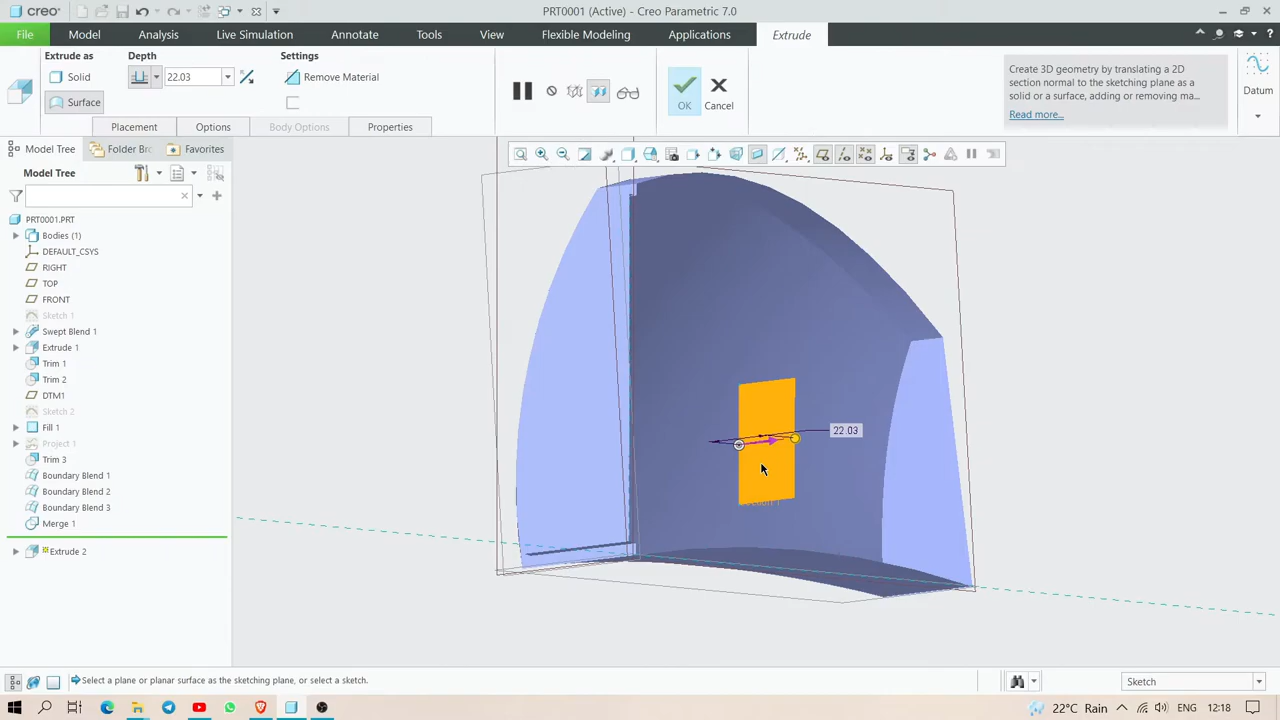 creo
PRT0001 (Active) - Creo Parametric 7.0
File Model Analysis Live Simulation Annotate Tools View Flexible Modeling Applications Extrude
Extrude as Depth Settings
Solid 22.03 Remove Material
Surface
OK Cancel
Create 3D geometry by translating a 2D
section normal to the sketching plane as a
solid or a surface, adding or removing ma...
Read more...
Datum
Placement Options Body Options Properties
Model Tree Folder Br Favorites
Model Tree
PRT0001.PRT
Bodies (1)
DEFAULT_CSYS
RIGHT
TOP
FRONT
Sketch 1
Swept Blend 1
Extrude 1
Trim 1
Trim 2
DTM1
Sketch 2
Fill 1
Project 1
Trim 3
Boundary Blend 1
Boundary Blend 2
Boundary Blend 3
Merge 1
Extrude 2
22.03
Select a plane or planar surface as the sketching plane, or select a sketch.
Sketch
22°C Rain ENG 12:18